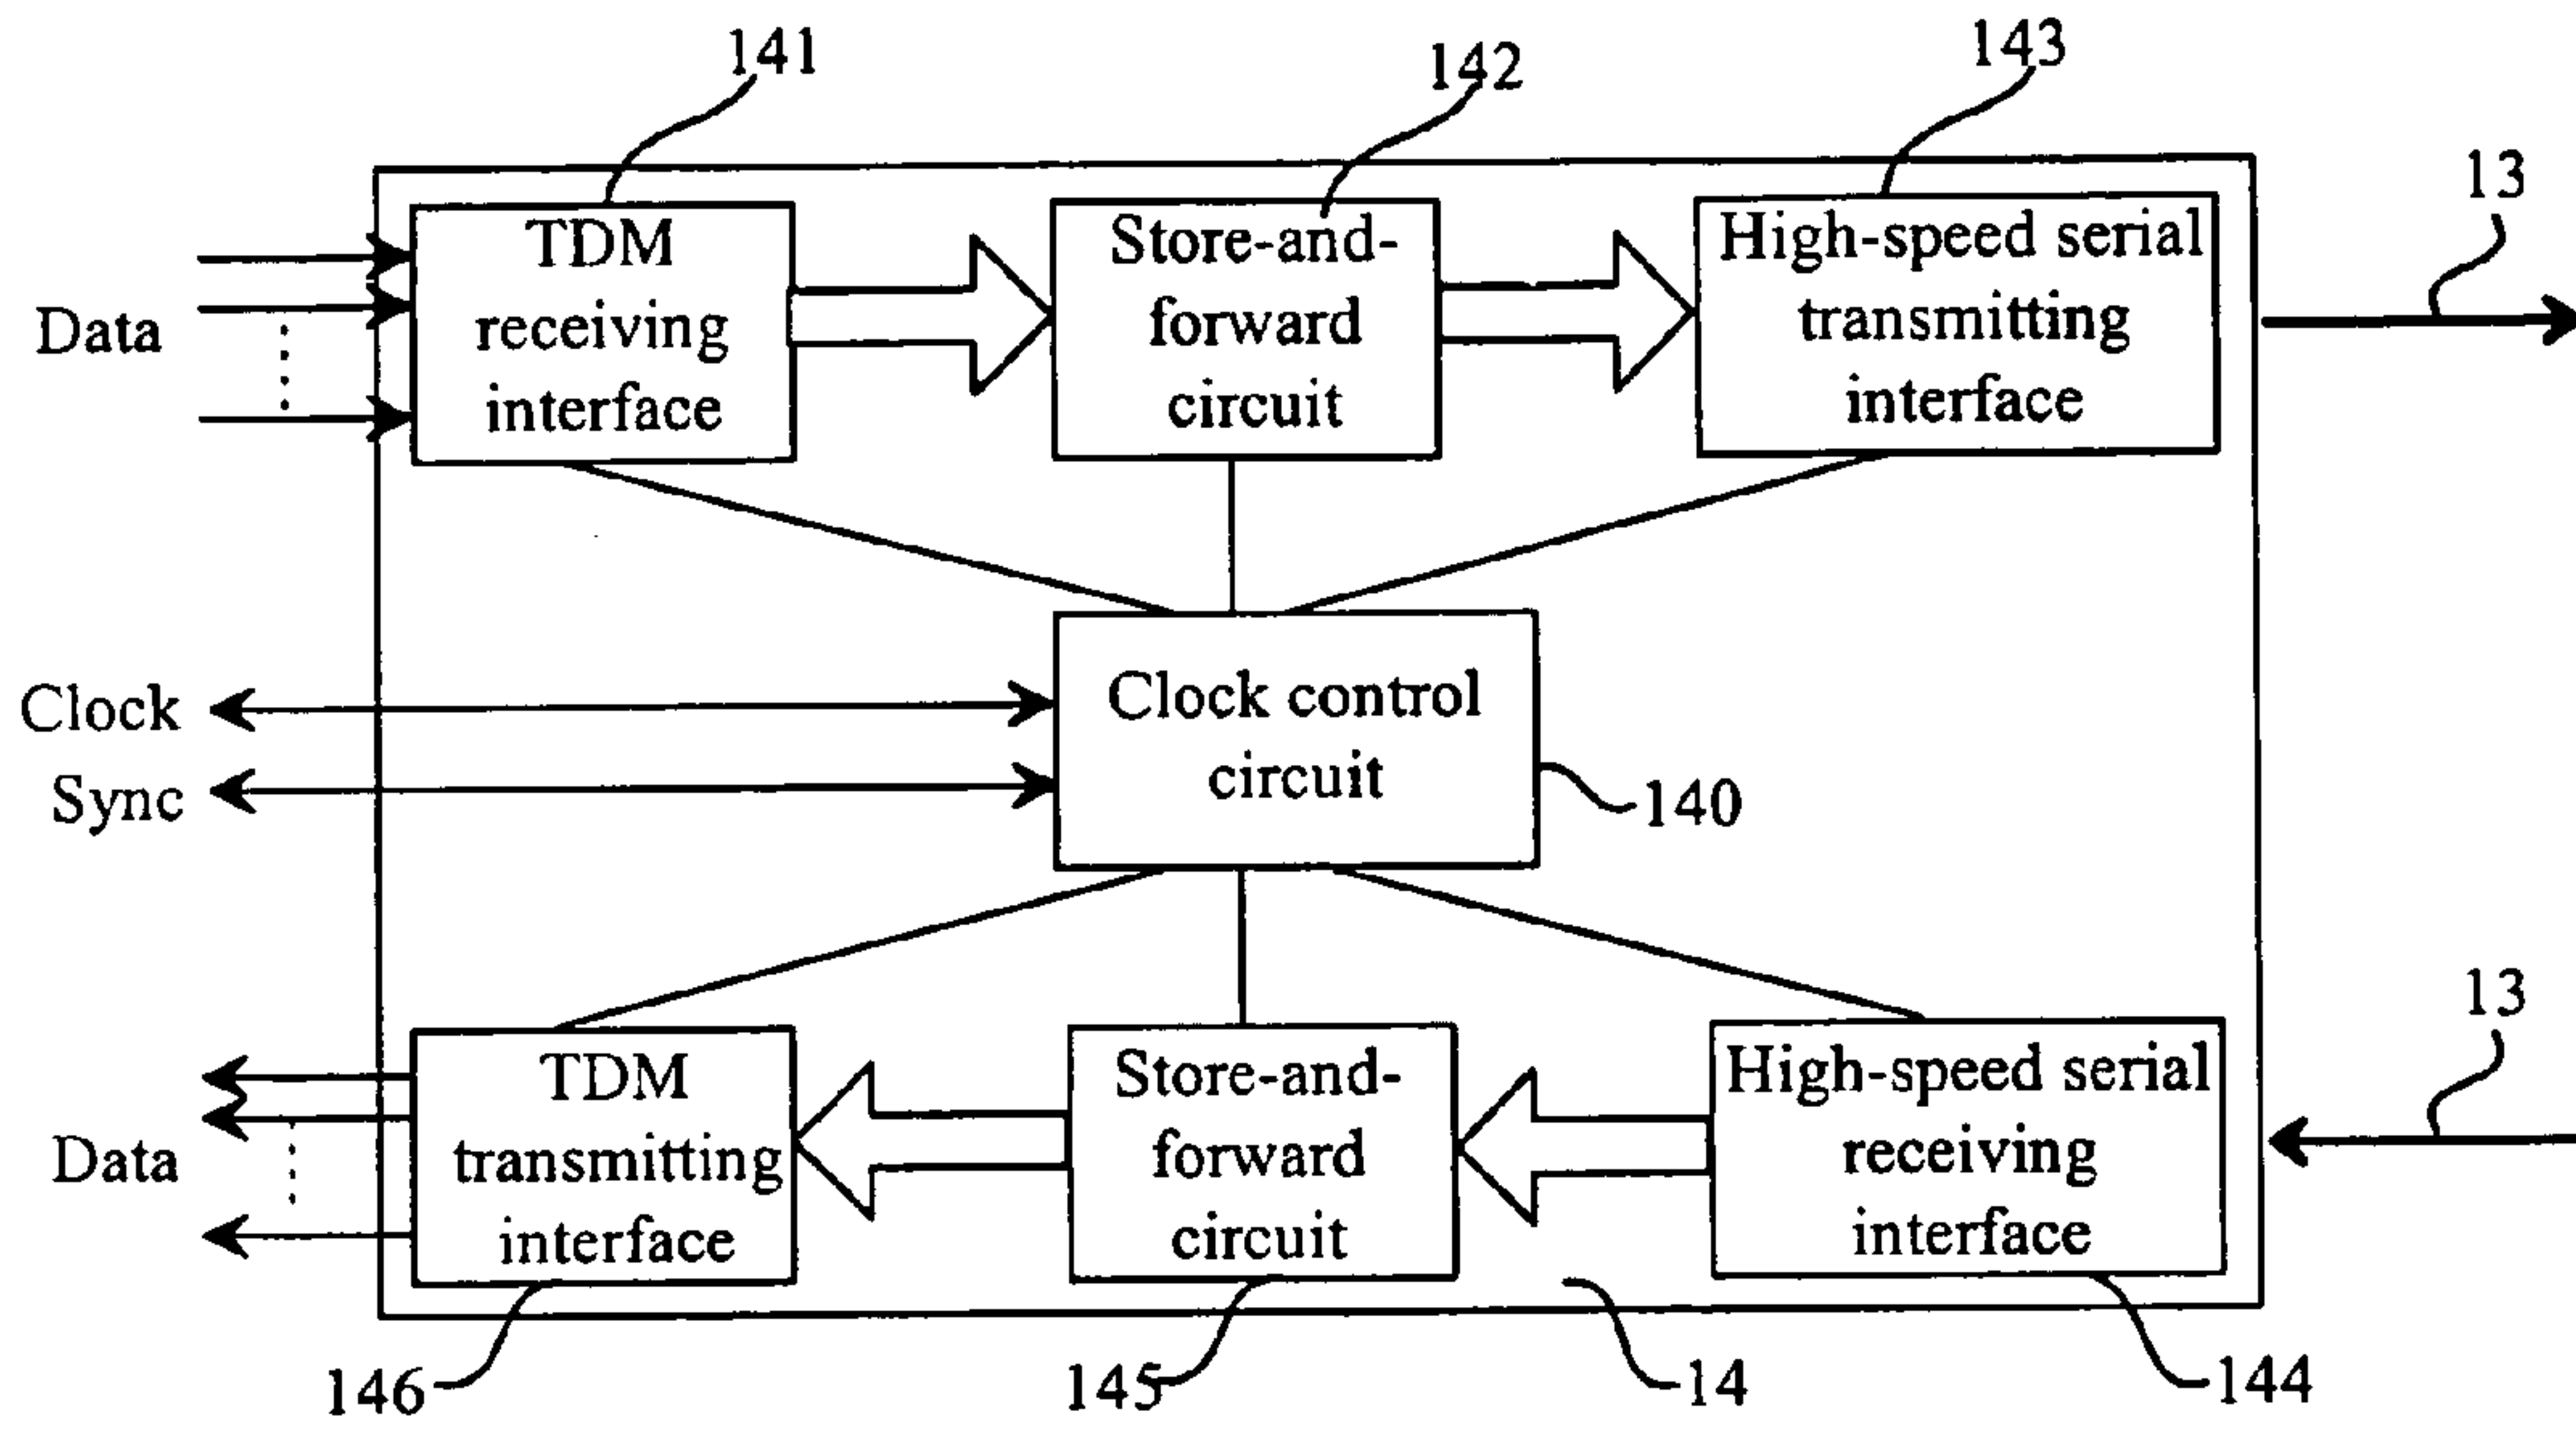 141
142
143
13
TDM
receiving
interface
Store-and-
forward
circuit
High-speed serial
transmitting
interface
Data
Clock control
circuit
Clock
Sync
140
13
TDM
transmitting
interface
Store-and-
forward
circuit
High-speed serial
receiving
interface
Data
146
145
14
144